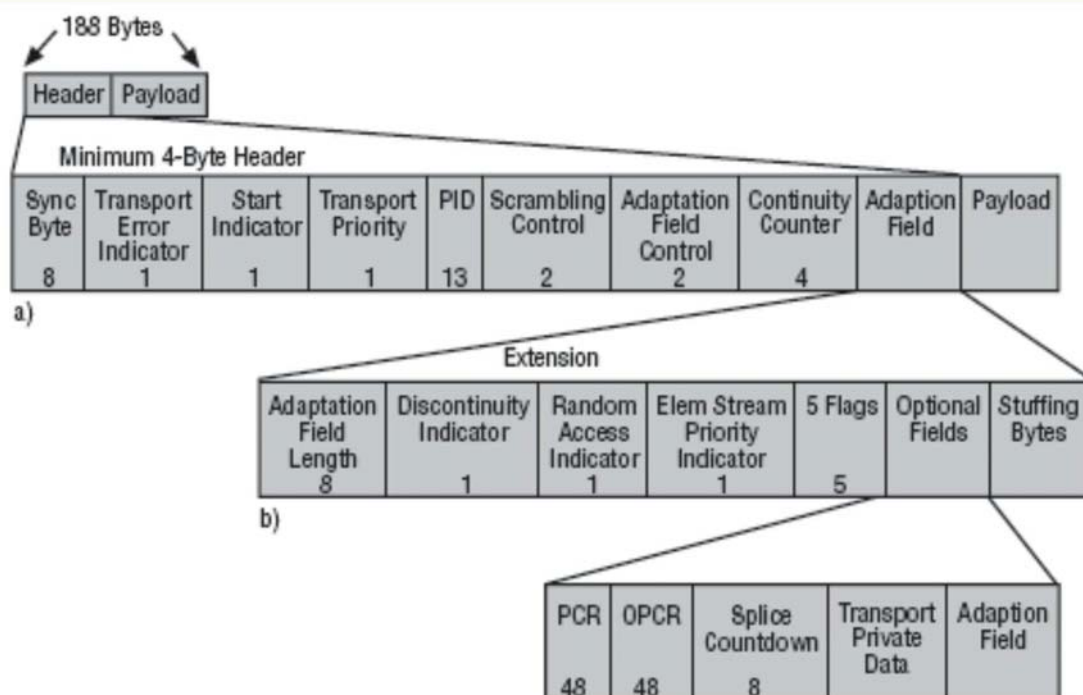 188 Bytes
Header Payload
Minimum 4-Byte Header
Sync Byte 8
Transport Error Indicator 1
Start Indicator 1
Transport Priority 1
PID 13
Scrambling Control 2
Adaptation Field Control 2
Continuity Counter 4
Adaption Field
Payload
a)
Extension
Adaptation Field Length 8
Discontinuity Indicator 1
Random Access Indicator 1
Elem Stream Priority Indicator 1
5 Flags 5
Optional Fields
Stuffing Bytes
b)
PCR 48
OPCR 48
Splice Countdown 8
Transport Private Data
Adaption Field